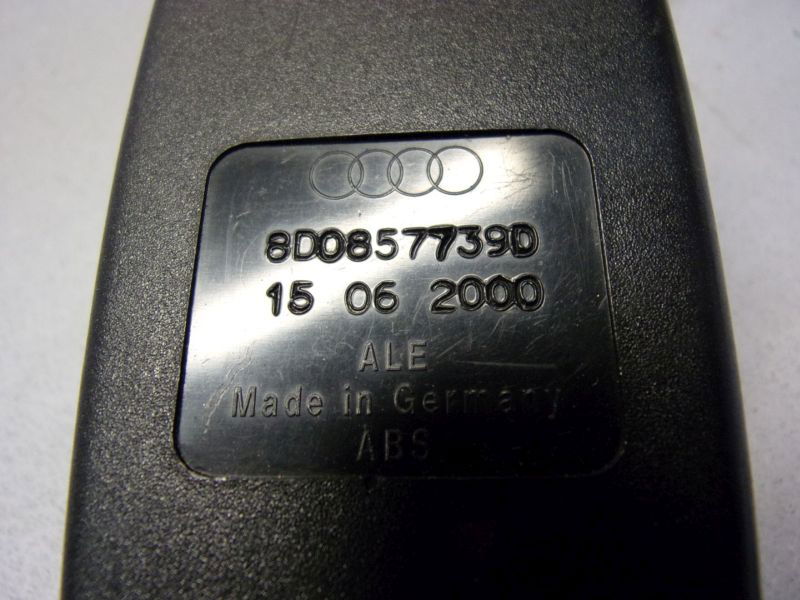 8D0857739D
15 06 2000
ALE
Made in Germany
ABS